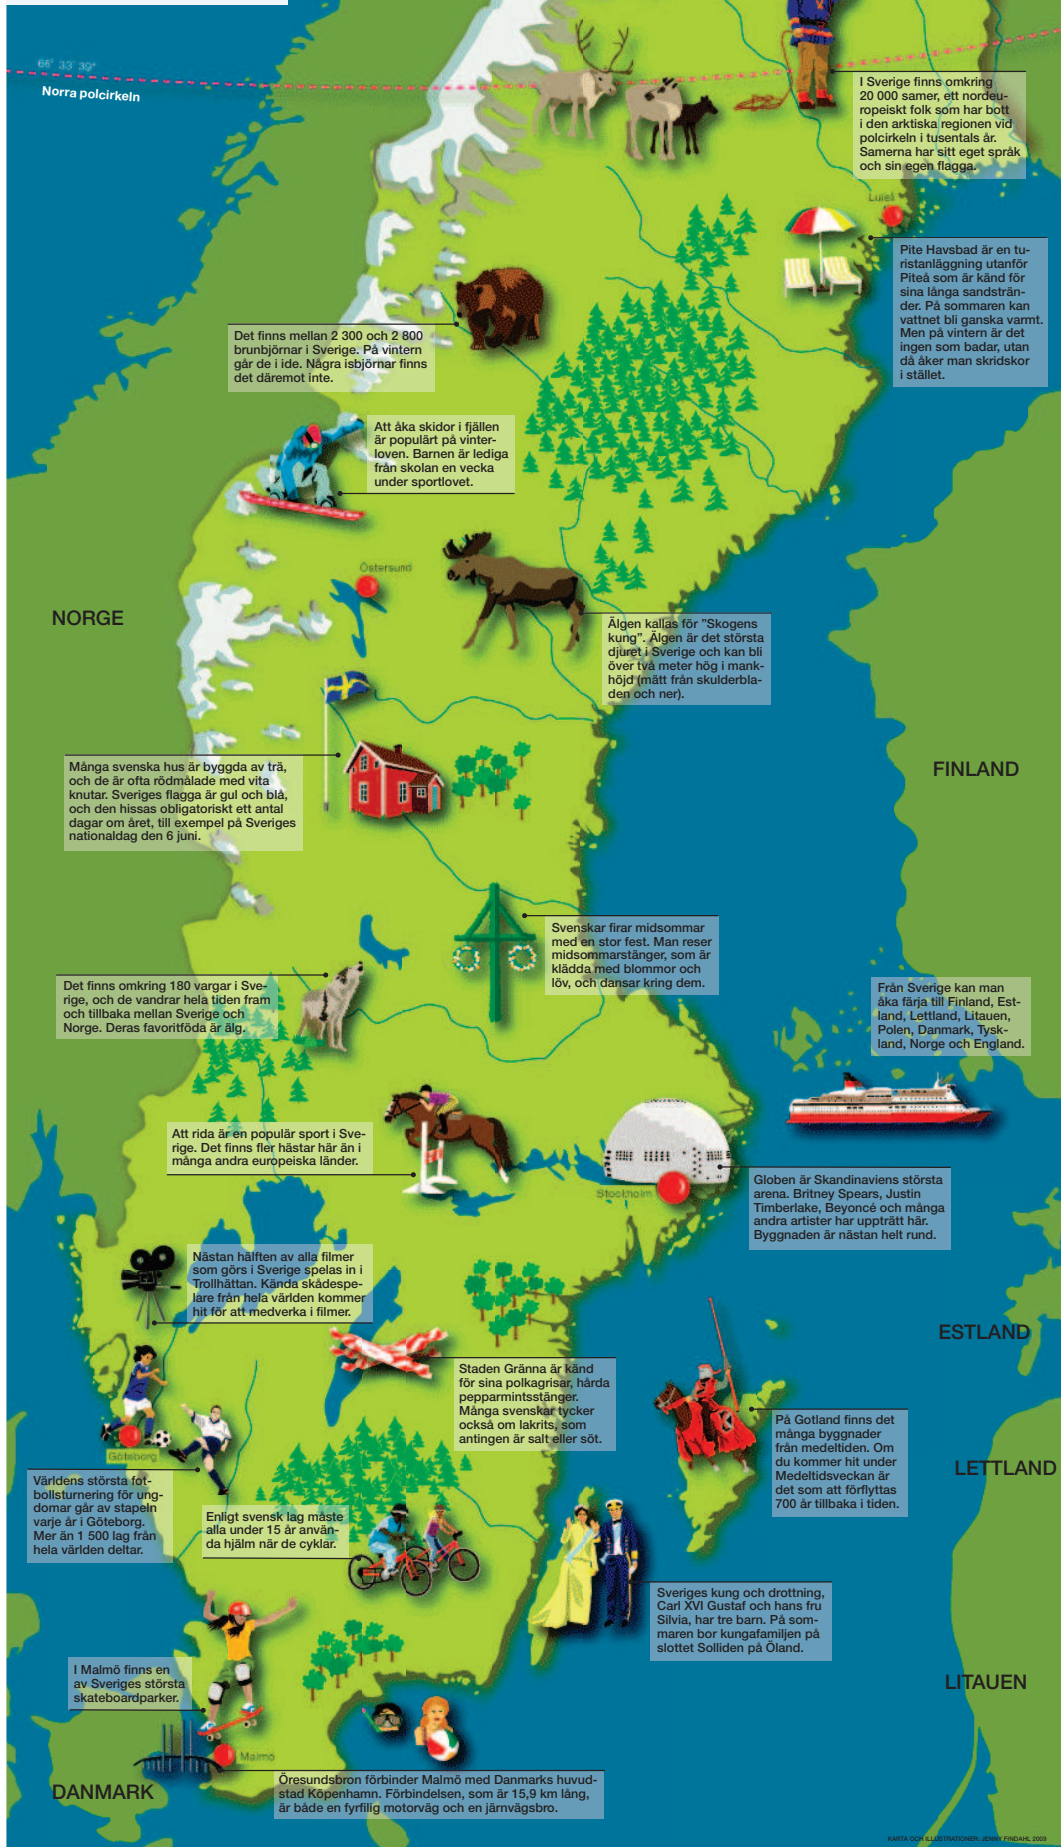 66° 33' 39"
Norra polcirkeln
I Sverige finns omkring
20 000 samer, ett nordeu-
ropeiskt folk som har bott
i den arktiska regionen vid
polcirkeln i tusentals år.
Samerna har sitt eget språk
och sin egen flagga.
Luleå
Pite Havsbad är en tu-
ristanläggning utanför
Piteå som är känd för
sina långa sandsträn-
der. På sommaren kan
vattnet bli ganska varmt.
Men på vintern är det
ingen som badar, utan
då åker man skridskor
i stället.
Det finns mellan 2 300 och 2 800
brunbjörnar i Sverige. På vintern
går de i ide. Några isbjörnar finns
det däremot inte.
Att åka skidor i fjällen
är populärt på vinter-
loven. Barnen är lediga
från skolan en vecka
under sportlovet.
Östersund
NORGE
Älgen kallas för ”Skogens
kung”. Älgen är det största
djuret i Sverige och kan bli
över två meter hög i mank-
höjd (mätt från skulderbla-
den och ner).
Många svenska hus är byggda av trä,
och de är ofta rödmålade med vita
knutar. Sveriges flagga är gul och blå,
och den hissas obligatoriskt ett antal
dagar om året, till exempel på Sveriges
nationaldag den 6 juni.
FINLAND
Svenskar firar midsommar
med en stor fest. Man reser
midsommarstänger, som är
klädda med blommor och
löv, och dansar kring dem.
Det finns omkring 180 vargar i Sve-
rige, och de vandrar hela tiden fram
och tillbaka mellan Sverige och
Norge. Deras favoritföda är älg.
Från Sverige kan man
åka färja till Finland, Est-
land, Lettland, Litauen,
Polen, Danmark, Tysk-
land, Norge och England.
Att rida är en populär sport i Sve-
rige. Det finns fler hästar här än i
många andra europeiska länder.
Stockholm
Globen är Skandinaviens största
arena. Britney Spears, Justin
Timberlake, Beyoncé och många
andra artister har uppträtt här.
Byggnaden är nästan helt rund.
Nästan hälften av alla filmer
som görs i Sverige spelas in i
Trollhättan. Kända skådespe-
lare från hela världen kommer
hit för att medverka i filmer.
ESTLAND
Staden Gränna är känd
för sina polkagrisar, hårda
pepparmintsstänger.
Många svenskar tycker
också om lakrits, som
antingen är salt eller söt.
På Gotland finns det
många byggnader
från medeltiden. Om
du kommer hit under
Medeltidsveckan är
det som att förflyttas
700 år tillbaka i tiden.
Göteborg
LETTLAND
Världens största fot-
bollsturnering för ung-
domar går av stapeln
varje år i Göteborg.
Mer än 1 500 lag från
hela världen deltar.
Enligt svensk lag måste
alla under 15 år använ-
da hjälm när de cyklar.
Sveriges kung och drottning,
Carl XVI Gustaf och hans fru
Silvia, har tre barn. På som-
maren bor kungafamiljen på
slottet Solliden på Öland.
I Malmö finns en
av Sveriges största
skateboardparker.
LITAUEN
Malmö
DANMARK
Öresundsbron förbinder Malmö med Danmarks huvud-
stad Köpenhamn. Förbindelsen, som är 15,9 km lång,
är både en fyrfilig motorväg och en järnvägsbro.
KARTA OCH ILLUSTRATIONER: JENNY FINDAHL 2009